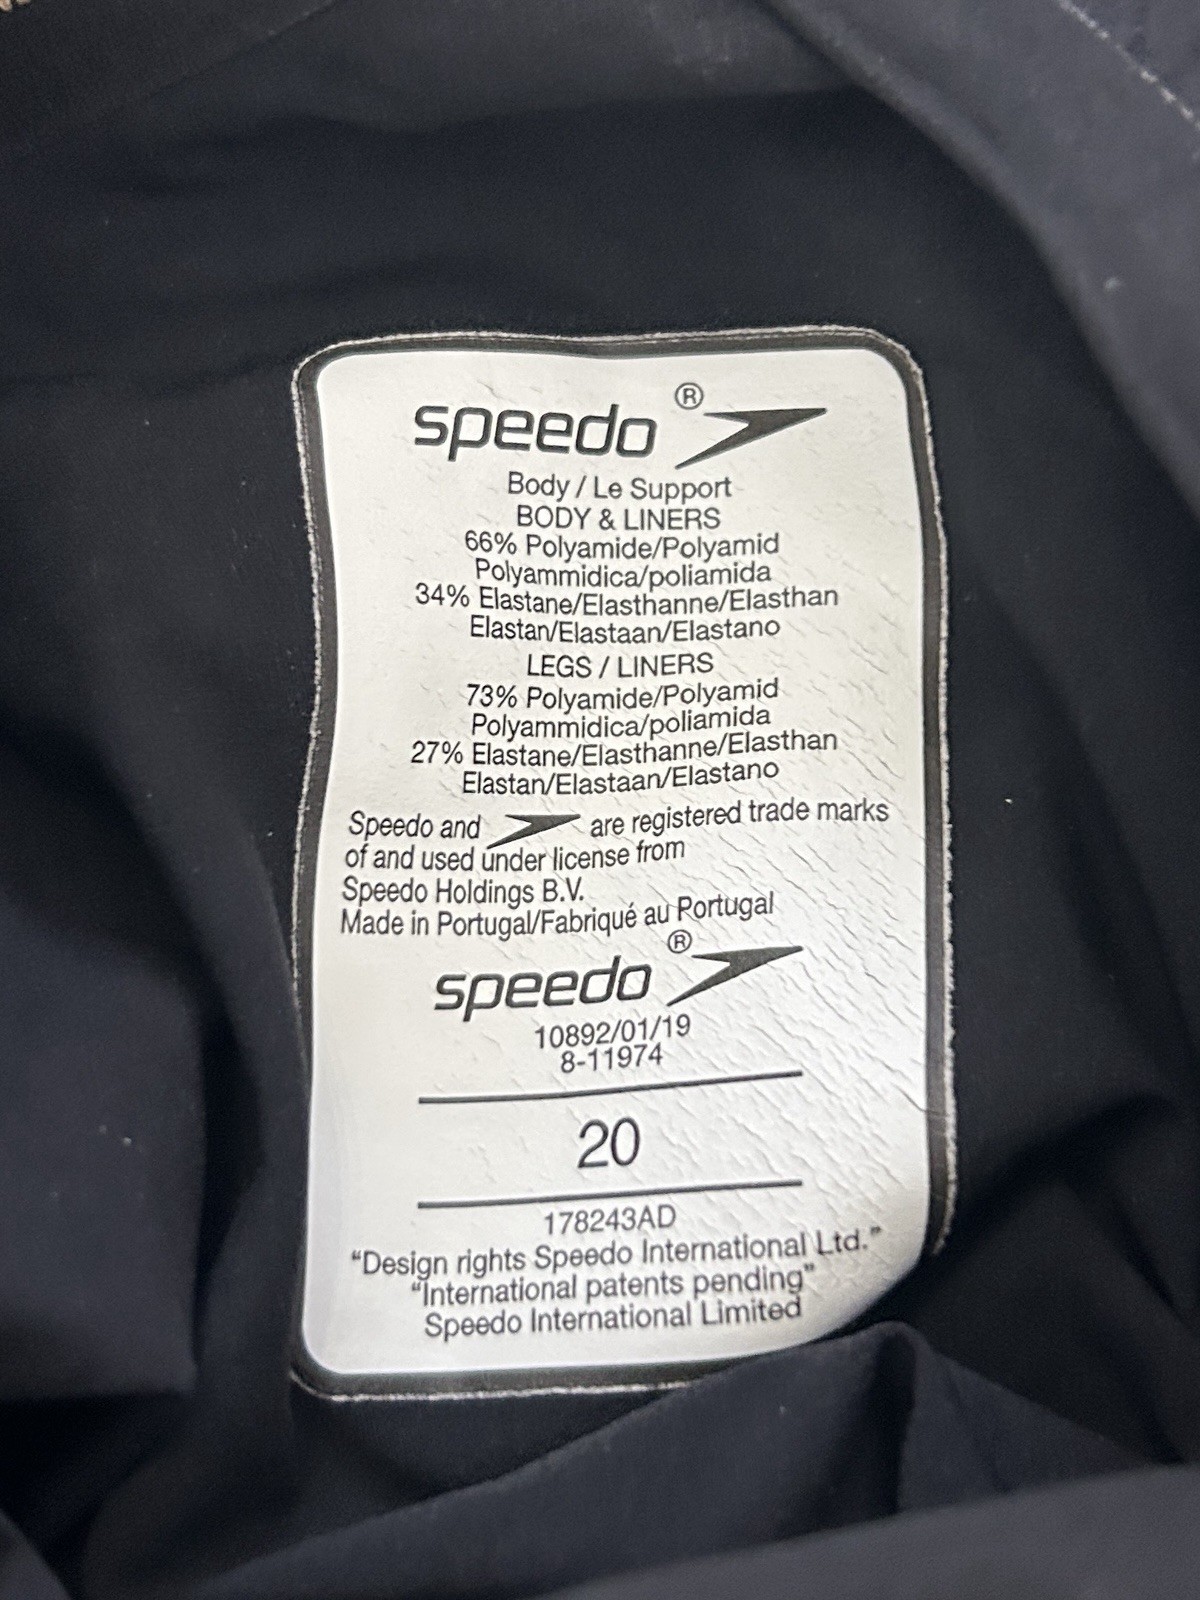 speedo ®
Body / Le Support
BODY & LINERS
66% Polyamide/Polyamid
Polyammidica/poliamida
34% Elastane/Elasthanne/Elasthan
Elastan/Elastaan/Elastano
LEGS / LINERS
73% Polyamide/Polyamid
Polyammidica/poliamida
27% Elastane/Elasthanne/Elasthan
Elastan/Elastaan/Elastano
Speedo and are registered trade marks
of and used under license from
Speedo Holdings B.V.
Made in Portugal/Fabriqué au Portugal
speedo ®
10892/01/19
8-11974
20
178243AD
“Design rights Speedo International Ltd.”
“International patents pending”
Speedo International Limited